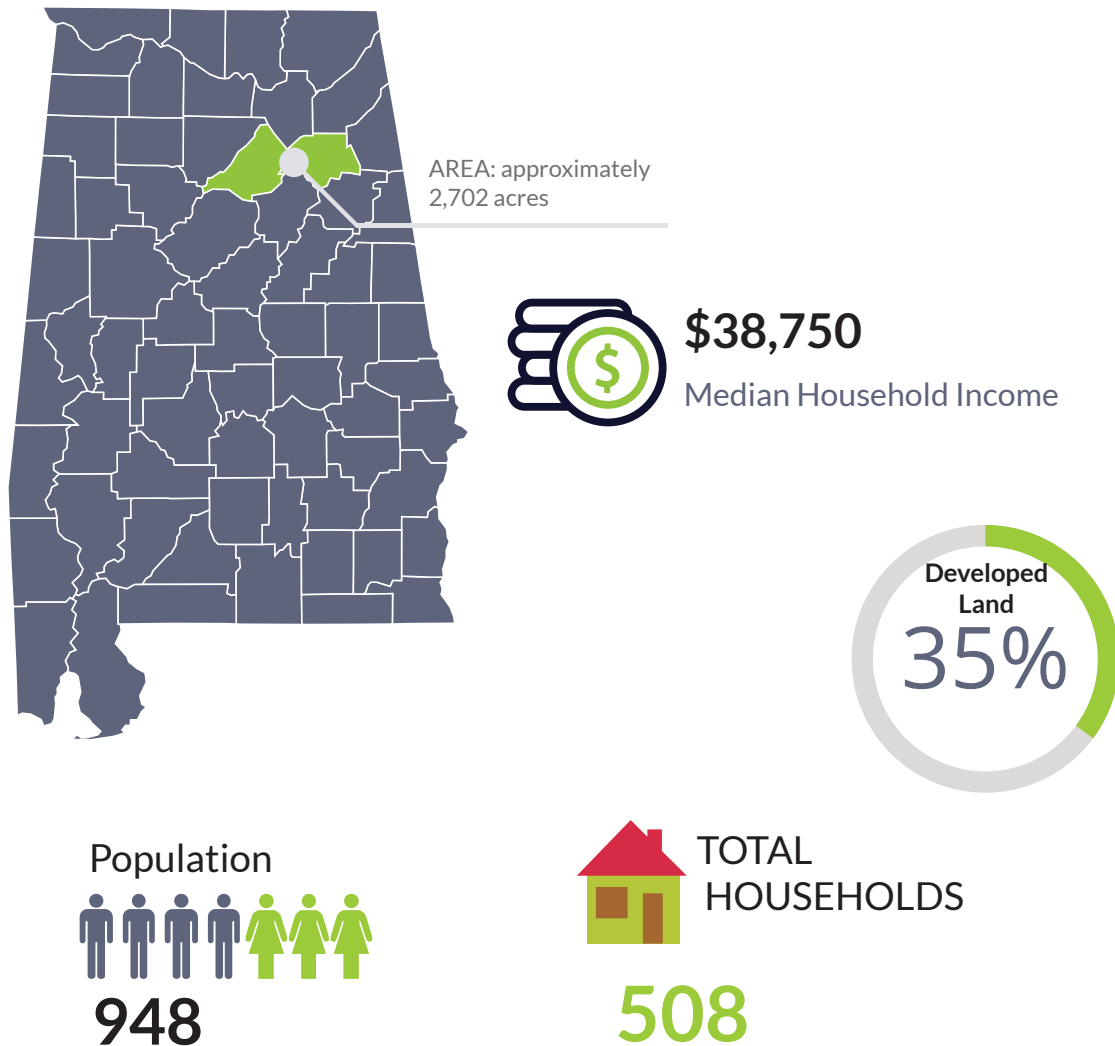 AREA: approximately
2,702 acres
$
$38,750
Median Household Income
Developed
Land
35%
Population
948
TOTAL
HOUSEHOLDS
508